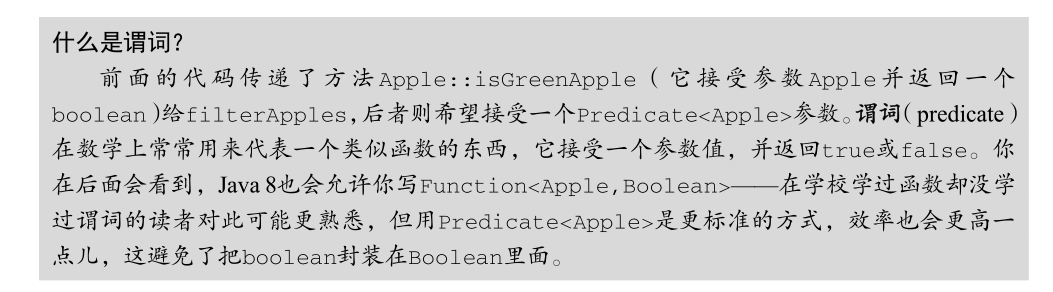 什么是谓词？
前面的代码传递了方法Apple::isGreenApple（它接受参数Apple并返回一个
boolean）给filterApples，后者则希望接受一个Predicate<Apple>参数。谓词（predicate）
在数学上常常用来代表一个类似函数的东西，它接受一个参数值，并返回true或false。你
在后面会看到，Java 8也会允许你写Function<Apple,Boolean>——在学校学过函数却没学
过谓词的读者对此可能更熟悉，但用Predicate<Apple>是更标准的方式，效率也会更高一
点儿，这避免了把boolean封装在Boolean里面。